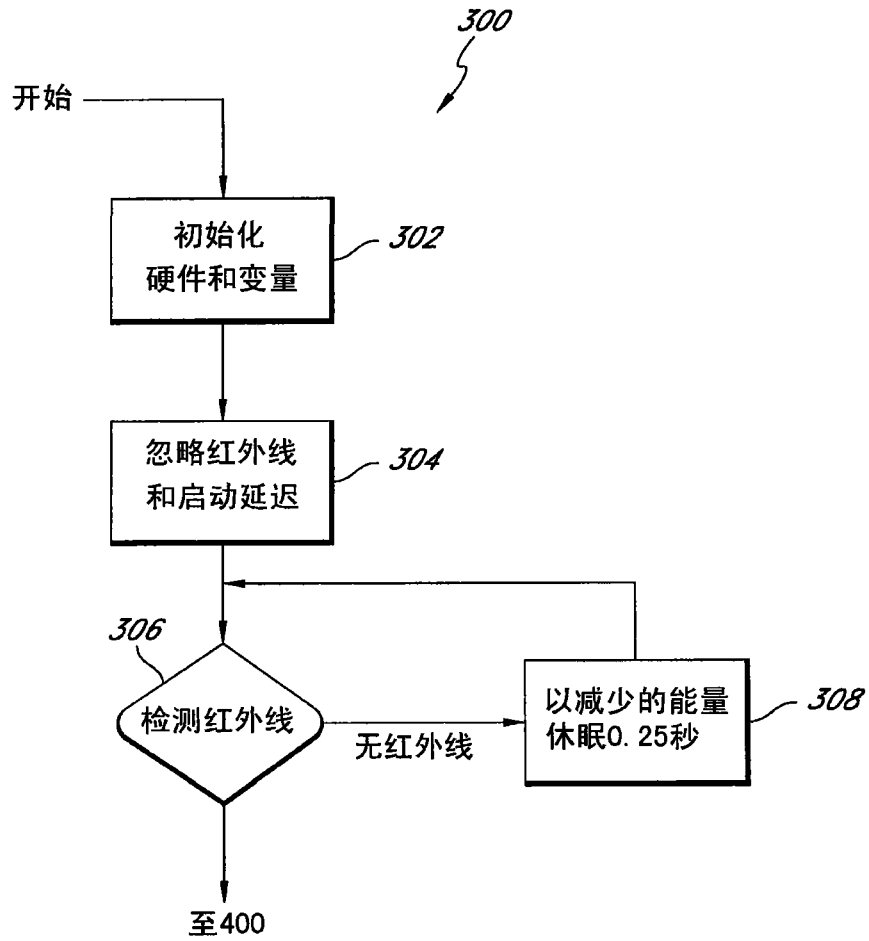 300
开始
初始化
硬件和变量
302
忽略红外线
和启动延迟
304
306
检测红外线
无红外线
以减少的能量
休眠0.25秒
308
至400